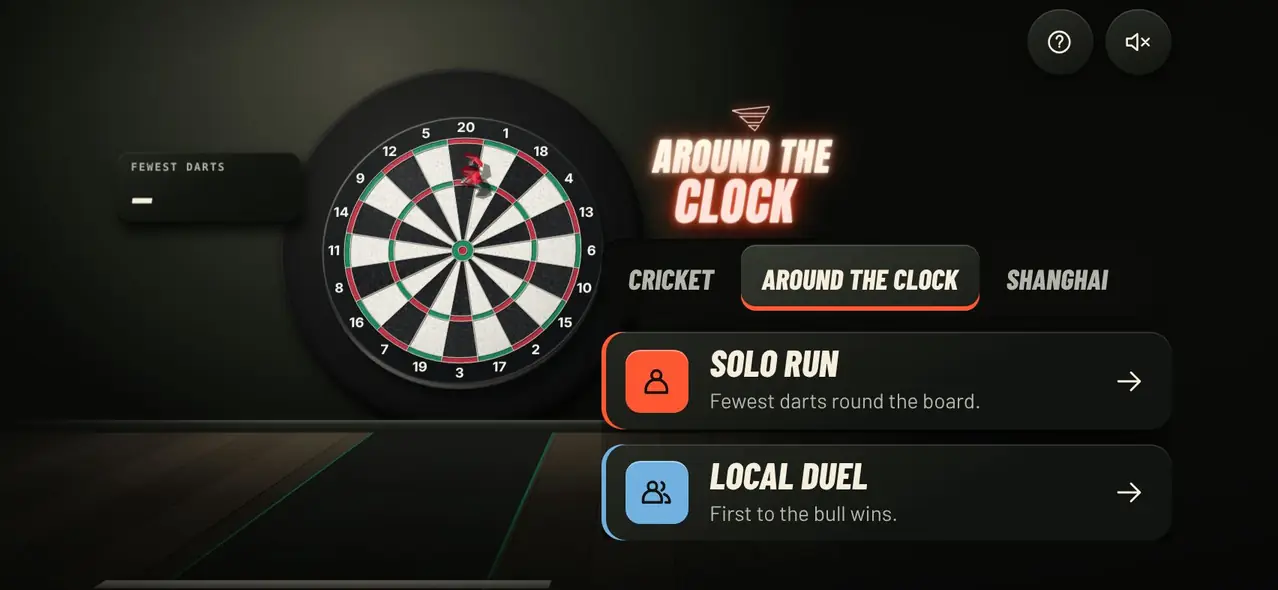 FEWEST DARTS
–
20
1
18
4
13
6
10
15
2
17
3
19
7
16
8
11
14
9
12
5
AROUND THE
CLOCK
CRICKET
AROUND THE CLOCK
SHANGHAI
SOLO RUN
Fewest darts round the board.
LOCAL DUEL
First to the bull wins.